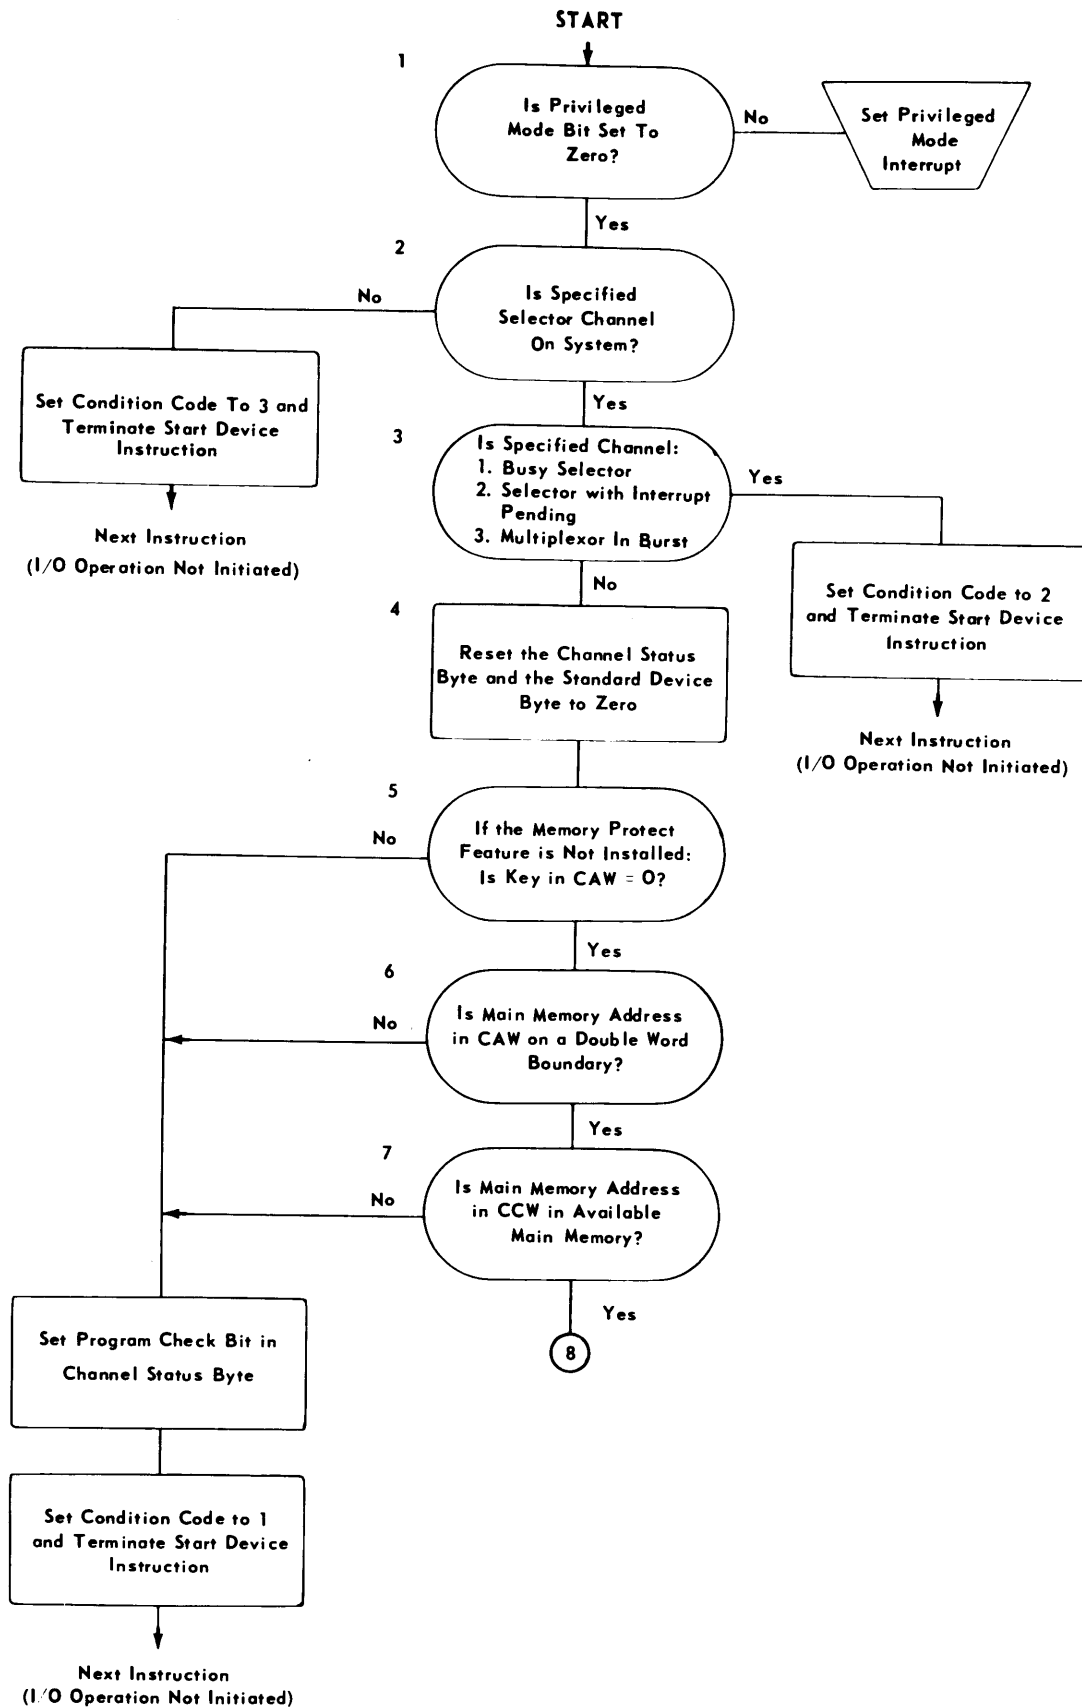 START
1
Is Privileged
Mode Bit Set To
Zero?
No
Set Privileged
Mode
Interrupt
Yes
2
Is Specified
Selector Channel
On System?
No
Set Condition Code To 3 and
Terminate Start Device
Instruction
Next Instruction
(I/O Operation Not Initiated)
Yes
3
Is Specified Channel:
1. Busy Selector
2. Selector with Interrupt
Pending
3. Multiplexor In Burst
Yes
Set Condition Code to 2
and Terminate Start Device
Instruction
Next Instruction
(I/O Operation Not Initiated)
No
4
Reset the Channel Status
Byte and the Standard Device
Byte to Zero
5
If the Memory Protect
Feature is Not Installed:
Is Key in CAW = 0?
No
Yes
6
Is Main Memory Address
in CAW on a Double Word
Boundary?
No
Yes
7
Is Main Memory Address
in CCW in Available
Main Memory?
No
Yes
8
Set Program Check Bit in
Channel Status Byte
Set Condition Code to 1
and Terminate Start Device
Instruction
Next Instruction
(I/O Operation Not Initiated)